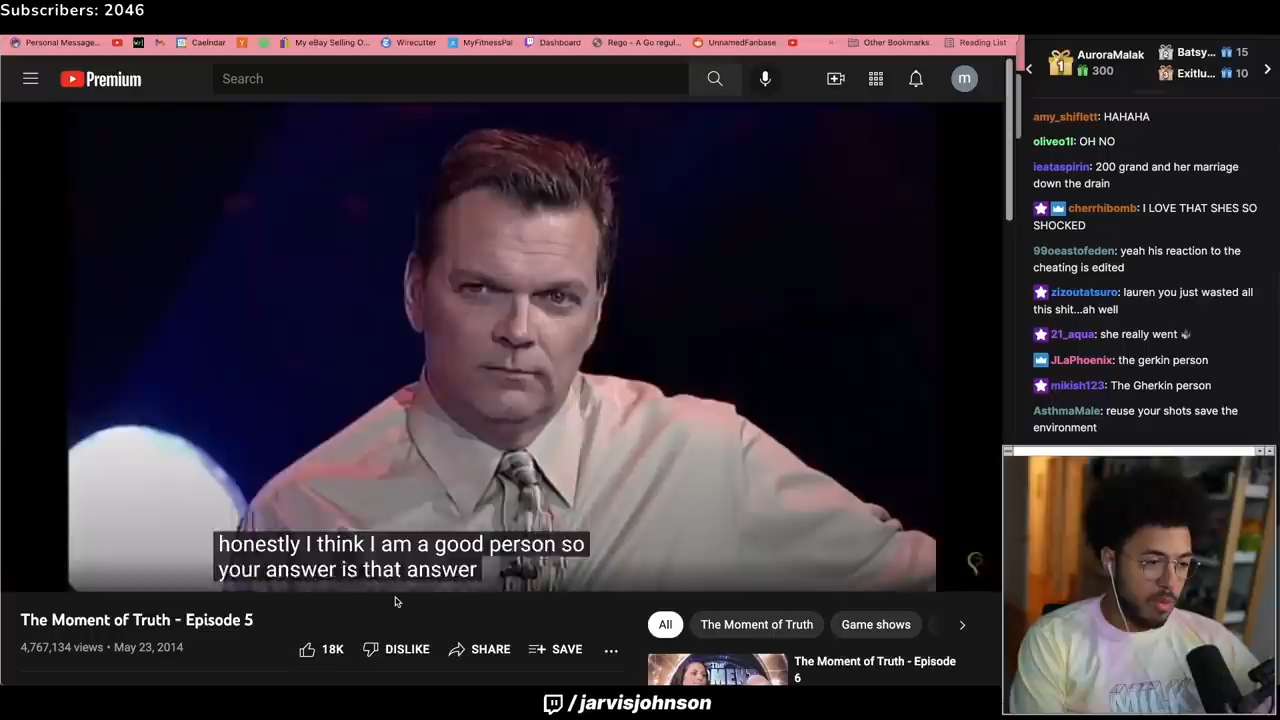 Subscribers: 2046
Personal Message...
Caelndar
My eBay Selling O...
Wirecutter
MyFitnessPal
Dashboard
Rego - A Go regul...
UnnamedFanbase
»
Other Bookmarks
Reading List
Premium
Search
m
1
AuroraMalak
300
2 Batsy... 15
3 Exitlu... 10
amy_shiflett: HAHAHA
oliveo1l: OH NO
ieataspirin: 200 grand and her marriage
down the drain
cherrhibomb: I LOVE THAT SHES SO
SHOCKED
99oeastofeden: yeah his reaction to the
cheating is edited
zizoutatsuro: lauren you just wasted all
this shit...ah well
21_aqua: she really went
JLaPhoenix: the gerkin person
mikish123: The Gherkin person
AsthmaMale: reuse your shots save the
environment
honestly I think I am a good person so
your answer is that answer
The Moment of Truth - Episode 5
4,767,134 views • May 23, 2014
18K
DISLIKE
SHARE
SAVE
...
All
The Moment of Truth
Game shows
The Moment of Truth - Episode
6
/jarvisjohnson